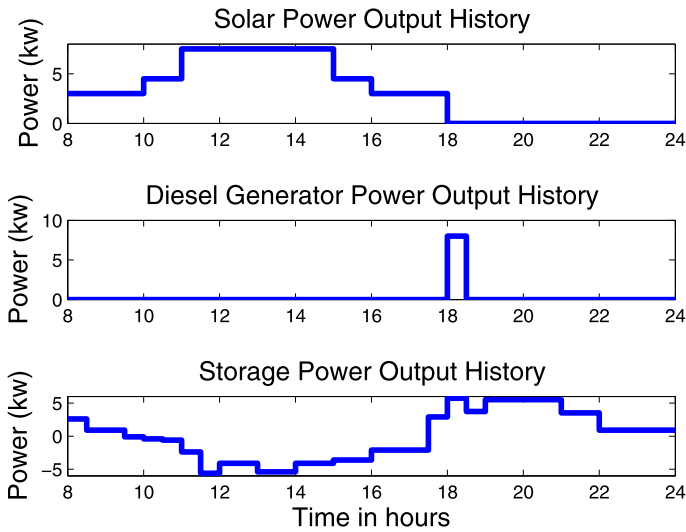 Solar Power Output History
Power (kw)
5
0
8 10 12 14 16 18 20 22 24
Diesel Generator Power Output History
Power (kw)
10
5
0
8 10 12 14 16 18 20 22 24
Storage Power Output History
Power (kw)
5
0
−5
8 10 12 14 16 18 20 22 24
Time in hours